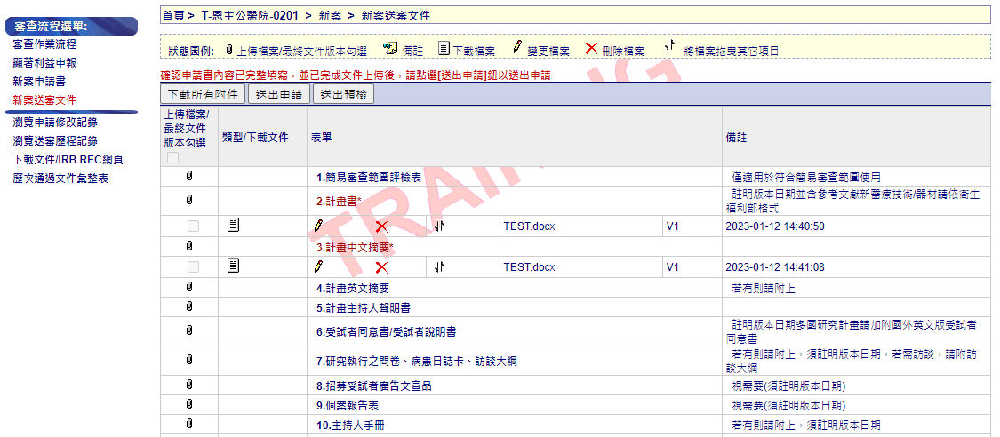 審查流程選單:
審查作業流程
顯著利益申報
新案申請書
新案送審文件
瀏覽申請修改記錄
瀏覽送審歷程記錄
下載文件/IRB REC網頁
歷次通過文件彙整表
首頁 > T-恩主公醫院-0201 > 新案 > 新案送審文件
狀態圖例: 上傳檔案/最終文件版本勾選 備註 下載檔案 變更檔案 刪除檔案 將檔案拖曳其它項目
確認申請書內容已完整填寫，並已完成文件上傳後，請點選[送出申請]鈕以送出申請
下載所有附件 送出申請 送出預檢
TRAINING
上傳檔案/
最終文件
版本勾選
類型/下載文件 表單 備註
1.簡易審查範圍評檢表 僅適用於符合簡易審查範圍使用
2.計畫書* 註明版本日期並含參考文獻新醫療技術/器材請依衛生
福利部格式
TEST.docx V1 2023-01-12 14:40:50
3.計畫中文摘要*
TEST.docx V1 2023-01-12 14:41:08
4.計畫英文摘要 若有則請附上
5.計畫主持人聲明書
6.受試者同意書/受試者說明書 註明版本日期多國研究計畫請加附國外英文版受試者
同意書
7.研究執行之問卷、病患日誌卡、訪談大綱 若有則請附上，須註明版本日期，若需訪談，請附訪
談大綱
8.招募受試者廣告文宣品 視需要(須註明版本日期)
9.個案報告表 視需要(須註明版本日期)
10.主持人手冊 若有則請附上，須註明版本日期